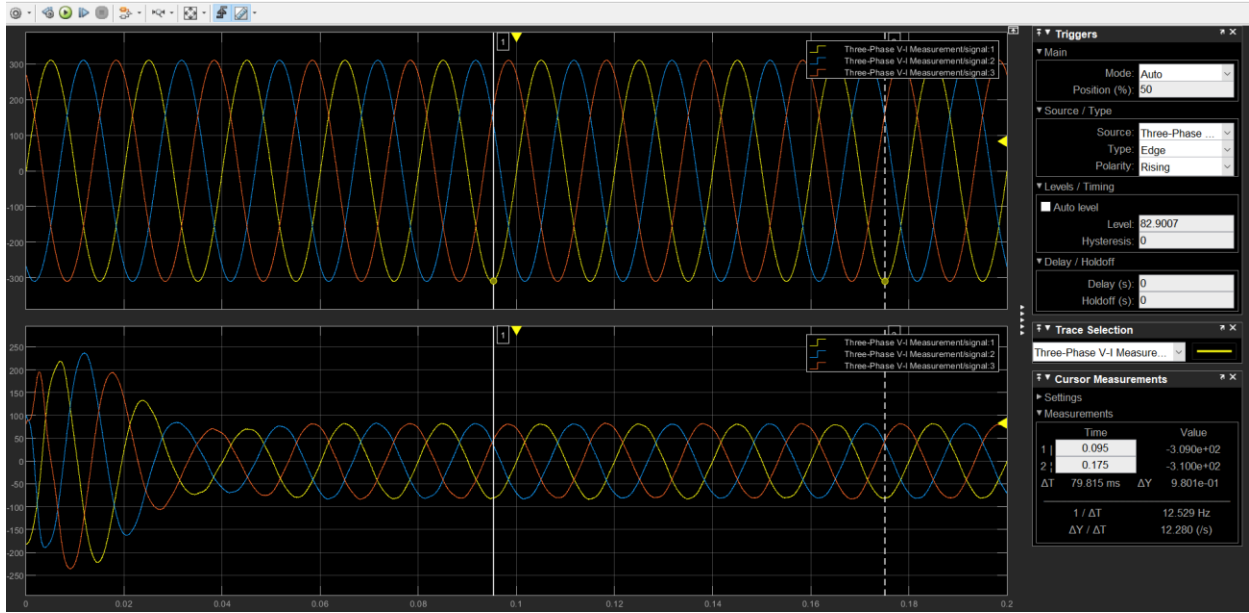 1
2
Three-Phase V-I Measurement/signal:1
Three-Phase V-I Measurement/signal:2
Three-Phase V-I Measurement/signal:3
300
200
100
0
-100
-200
-300
1
2
Three-Phase V-I Measurement/signal:1
Three-Phase V-I Measurement/signal:2
Three-Phase V-I Measurement/signal:3
250
200
150
100
50
0
-50
-100
-150
-200
-250
0 0.02 0.04 0.06 0.08 0.1 0.12 0.14 0.16 0.18 0.2
Triggers
Main
Mode: Auto
Position (%): 50
Source / Type
Source: Three-Phase ...
Type: Edge
Polarity: Rising
Levels / Timing
Auto level
Level: 82.9007
Hysteresis: 0
Delay / Holdoff
Delay (s): 0
Holdoff (s): 0
Trace Selection
Three-Phase V-I Measure...
Cursor Measurements
Settings
Measurements
Time Value
1 | 0.095 -3.090e+02
2 ¦ 0.175 -3.100e+02
ΔT 79.815 ms ΔY 9.801e-01
1 / ΔT 12.529 Hz
ΔY / ΔT 12.280 (/s)